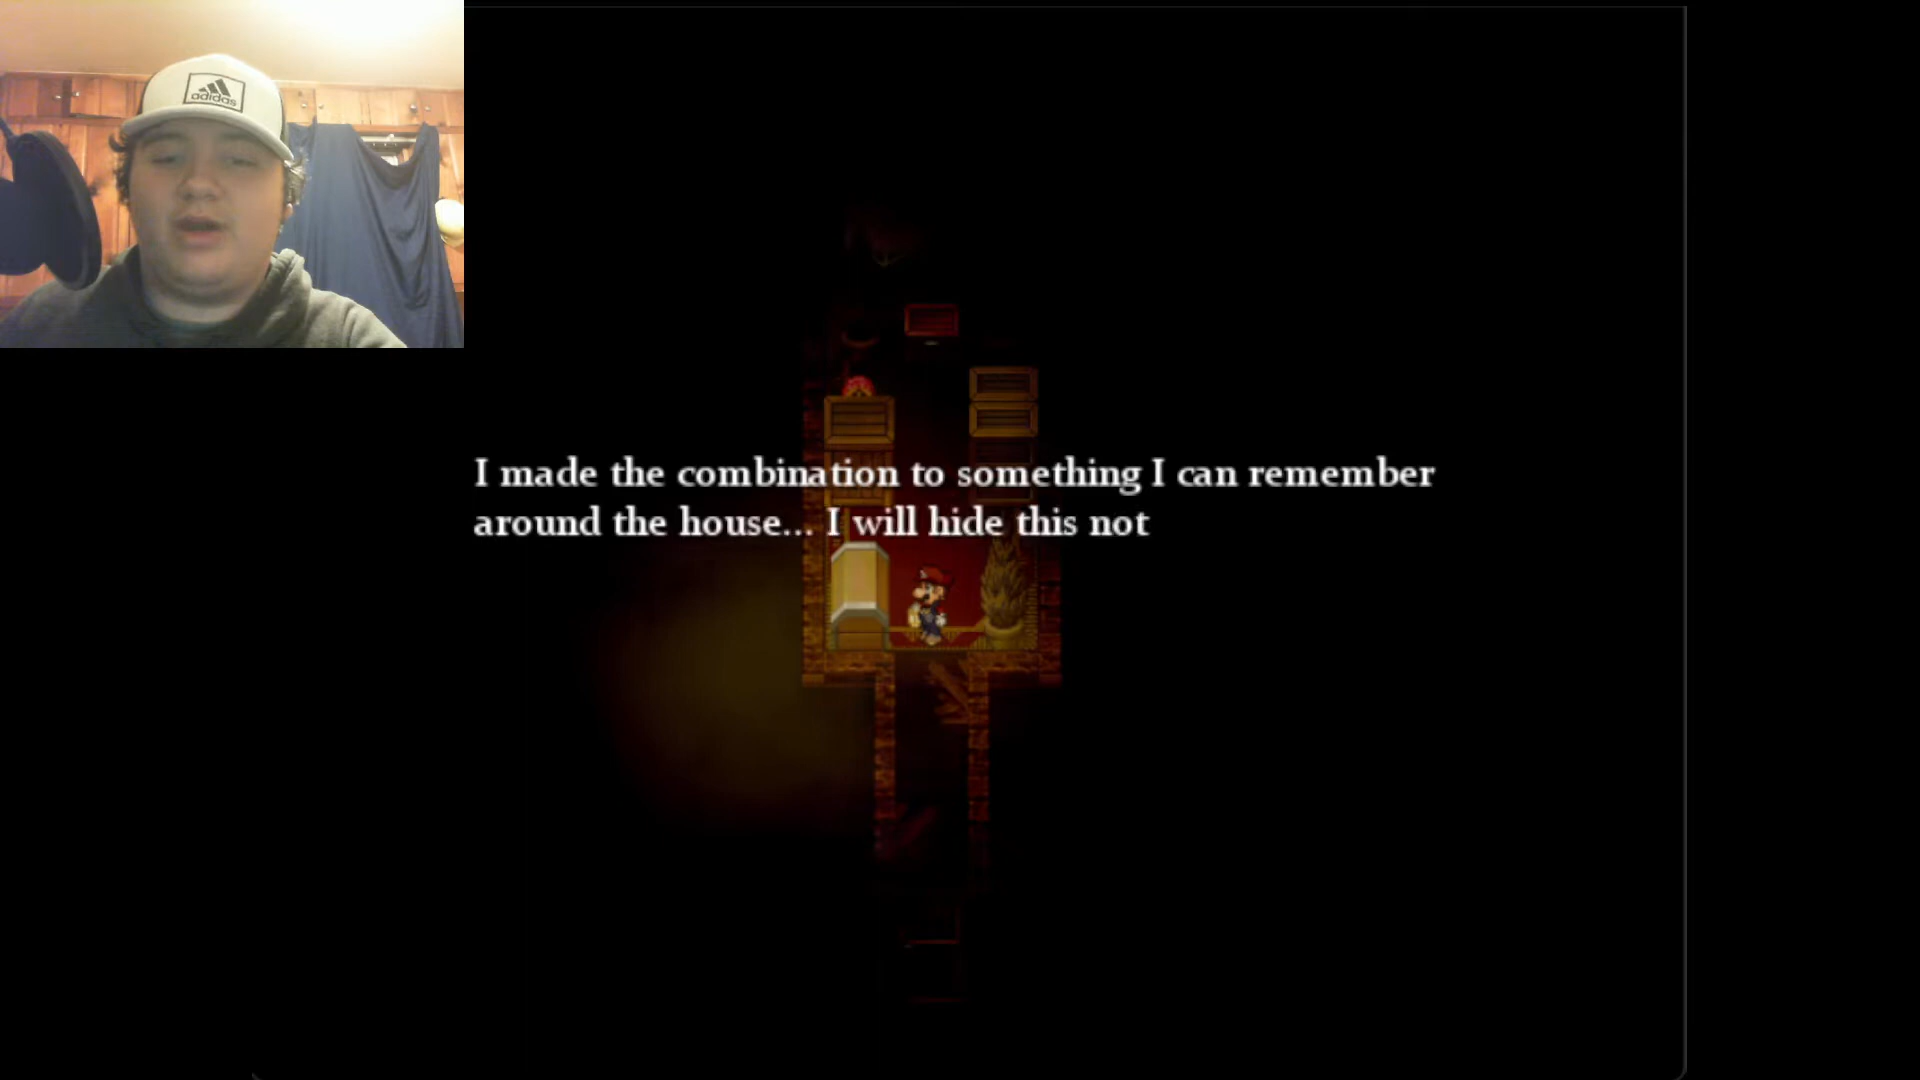 adidas
I made the combination to something I can remember
around the house... I will hide this not